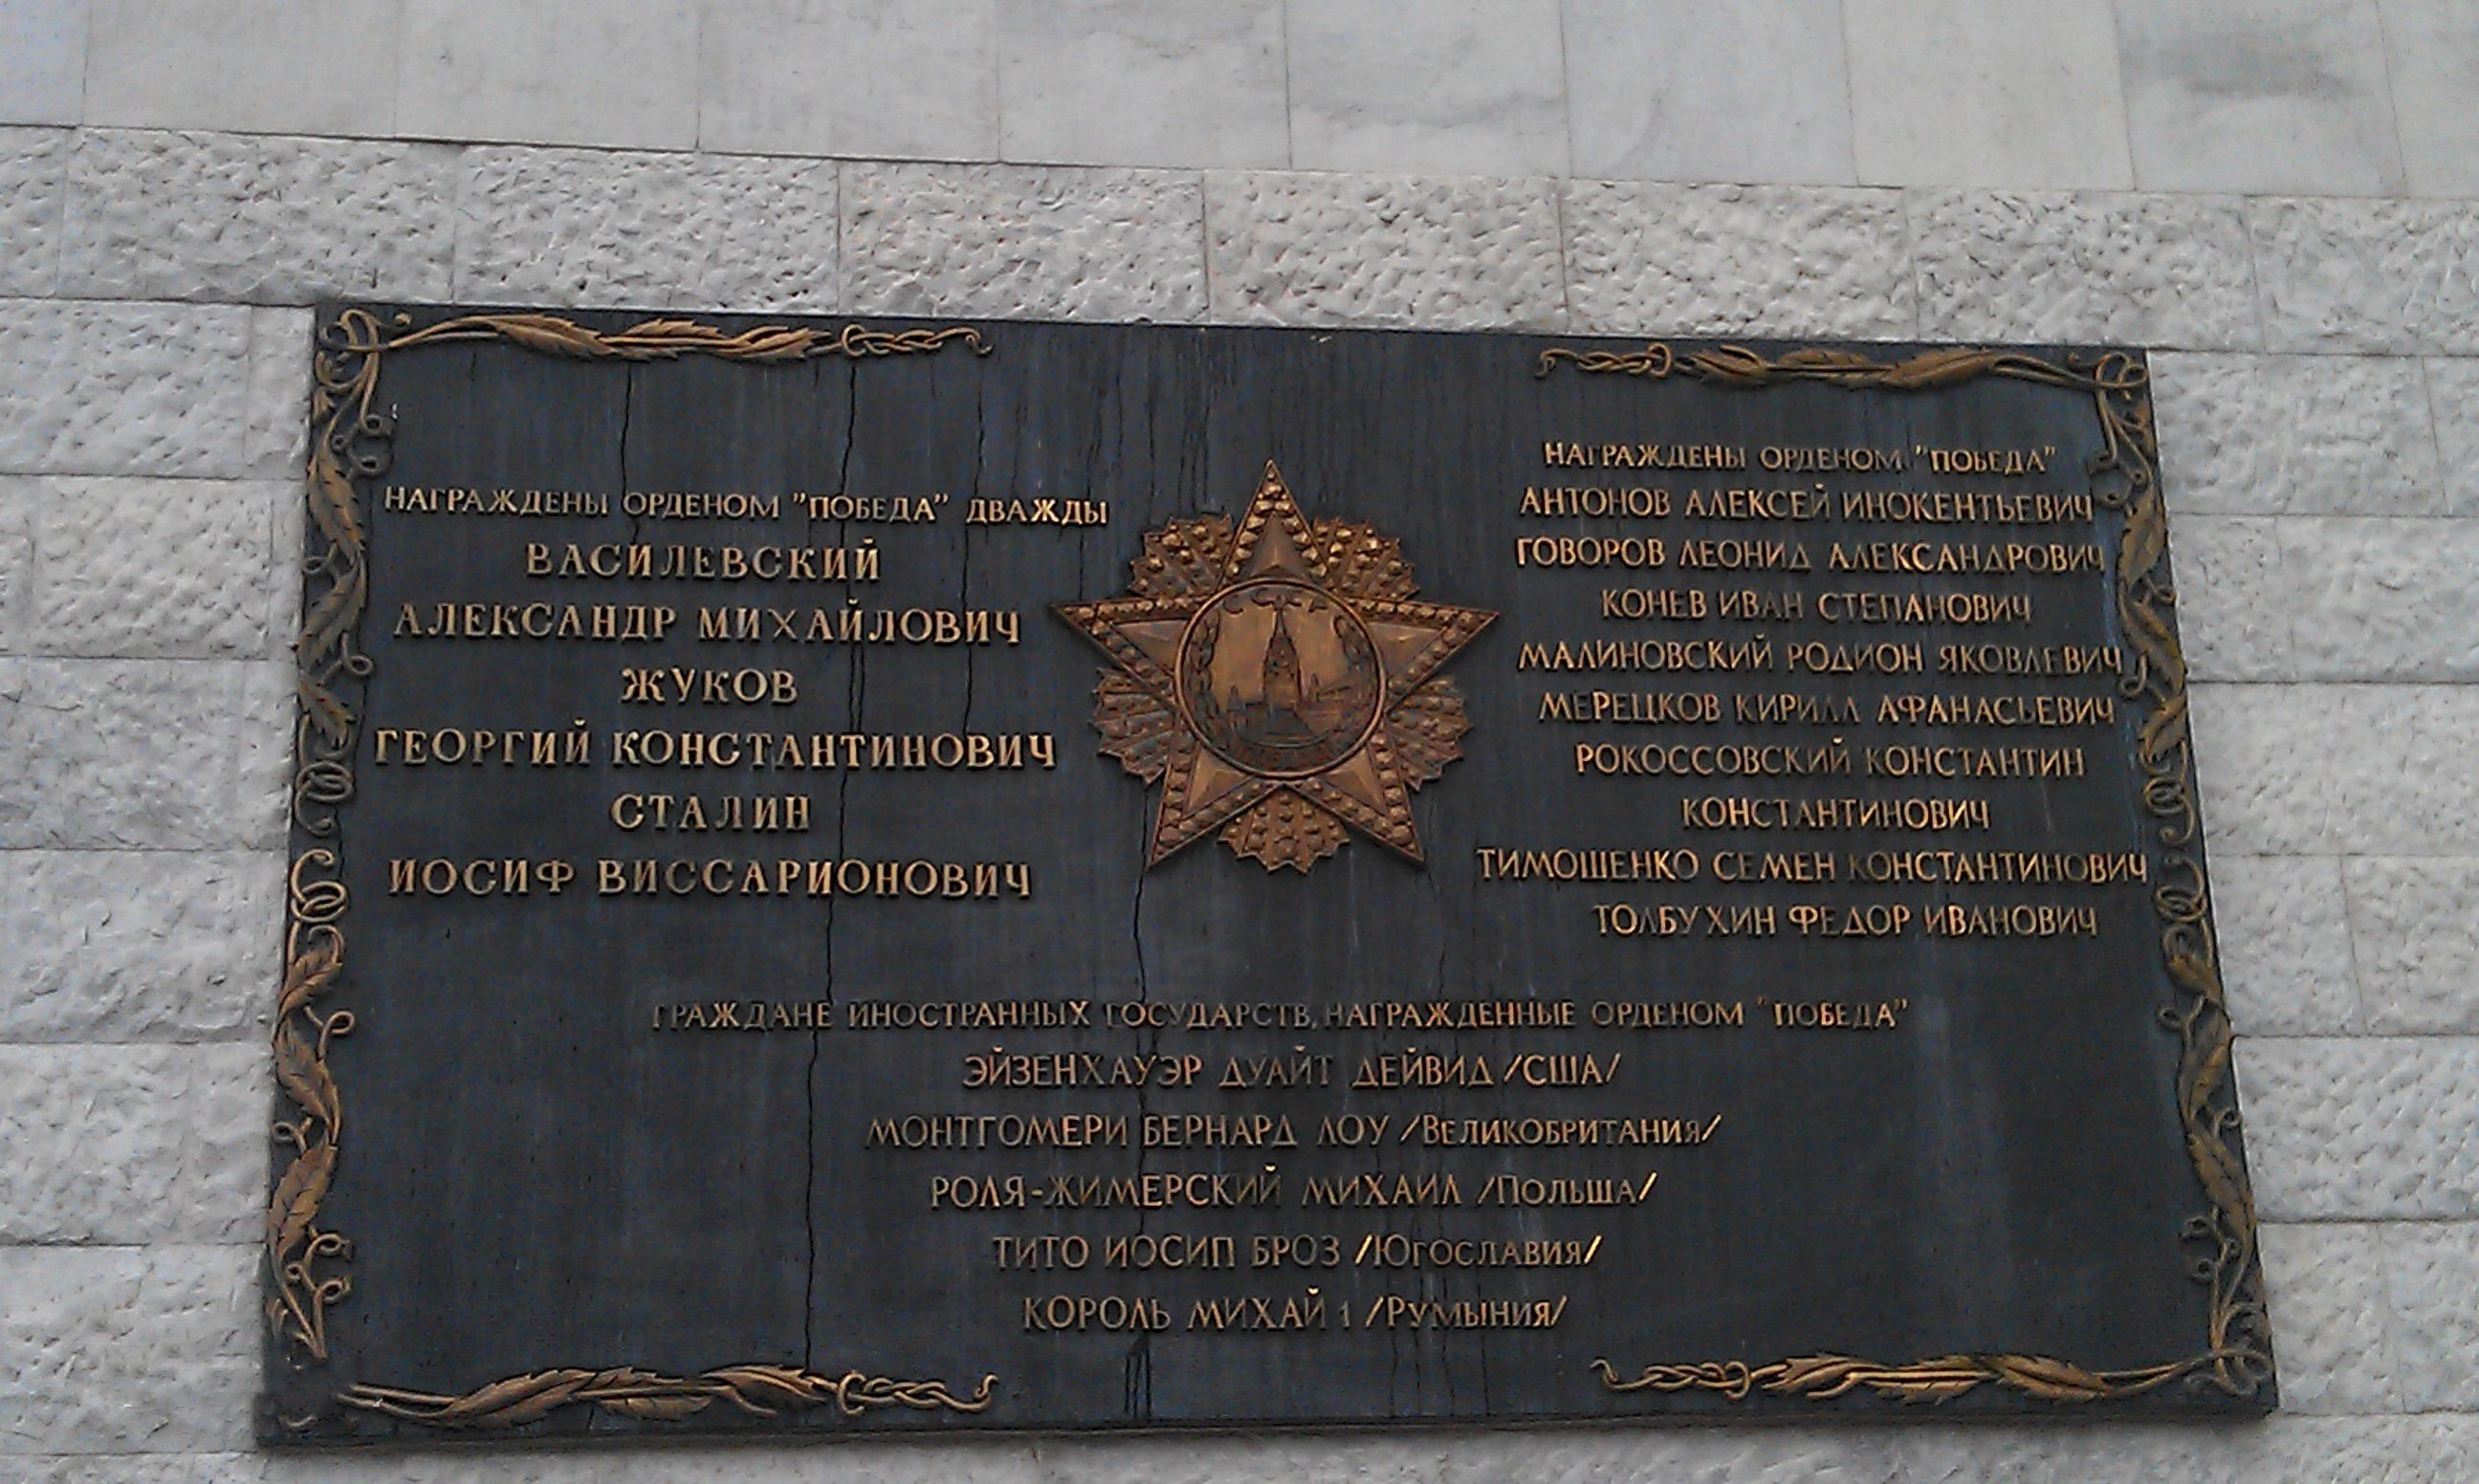 НАГРАЖДЕНЫ ОРДЕНОМ "ПОБЕДА" ДВАЖДЫ
ВАСИЛЕВСКИЙ
АЛЕКСАНДР МИХАЙЛОВИЧ
ЖУКОВ
ГЕОРГИЙ КОНСТАНТИНОВИЧ
СТАЛИН
ИОСИФ ВИССАРИОНОВИЧ
СССР
НАГРАЖДЕНЫ ОРДЕНОМ "ПОБЕДА"
АНТОНОВ АЛЕКСЕЙ ИНОКЕНТЬЕВИЧ
ГОВОРОВ ЛЕОНИД АЛЕКСАНДРОВИЧ
КОНЕВ ИВАН СТЕПАНОВИЧ
МАЛИНОВСКИЙ РОДИОН ЯКОВЛЕВИЧ
МЕРЕЦКОВ КИРИЛЛ АФАНАСЬЕВИЧ
РОКОССОВСКИЙ КОНСТАНТИН
КОНСТАНТИНОВИЧ
ТИМОШЕНКО СЕМЕН КОНСТАНТИНОВИЧ
ТОЛБУХИН ФЕДОР ИВАНОВИЧ
ГРАЖДАНЕ ИНОСТРАННЫХ ГОСУДАРСТВ, НАГРАЖДЕННЫЕ ОРДЕНОМ "ПОБЕДА"
ЭЙЗЕНХАУЭР ДУАЙТ ДЕЙВИД /США/
МОНТГОМЕРИ БЕРНАРД ЛОУ /ВЕЛИКОБРИТАНИЯ/
РОЛЯ-ЖИМЕРСКИЙ МИХАИЛ /ПОЛЬША/
ТИТО ИОСИП БРОЗ /ЮГОСЛАВИЯ/
КОРОЛЬ МИХАЙ 1 /РУМЫНИЯ/